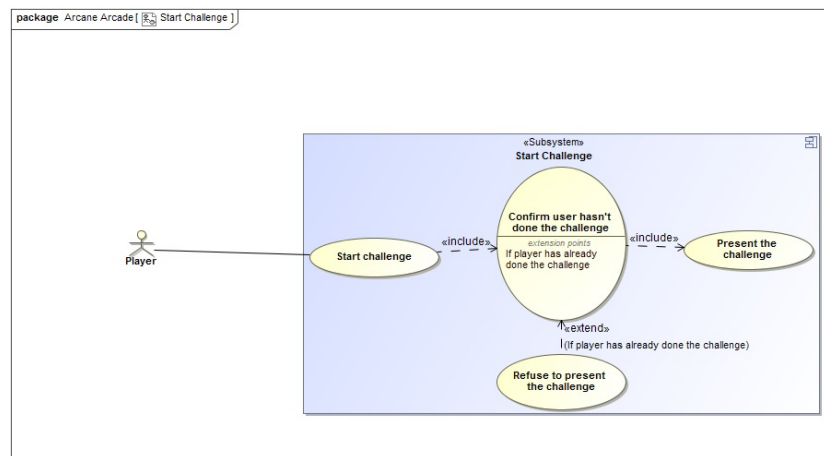 package Arcane Arcade [ Start Challenge ]
«Subsystem»
Start Challenge
Confirm user hasn't
done the challenge
extension points
If player has already
done the challenge
Player
Start challenge
«include»
«include»
Present the
challenge
«extend»
(If player has already done the challenge)
Refuse to present
the challenge